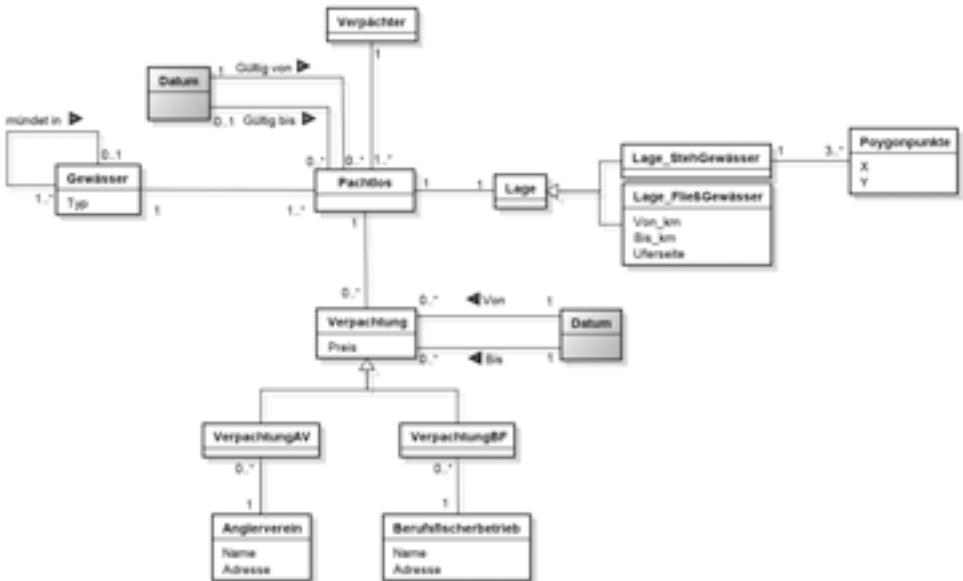 Verpächter
1
Datum
1 Gültig von
0..1 Gültig bis
mündet in
0..1
0..* 0..* 1..*
Gewässer
Typ
1..*
1
1..*
Pachtlos
1
1
Lage
Lage_StehGewässer
1
3..*
Poygonpunkte
X
Y
Lage_FließGewässer
Von_km
Bis_km
Uferseite
1
0..*
Verpachtung
Preis
0..* Von 1
0..* Bis 1
Datum
VerpachtungAV
VerpachtungBF
0..*
0..*
1
1
Anglerverein
Name
Adresse
Berufsfischerbetrieb
Name
Adresse